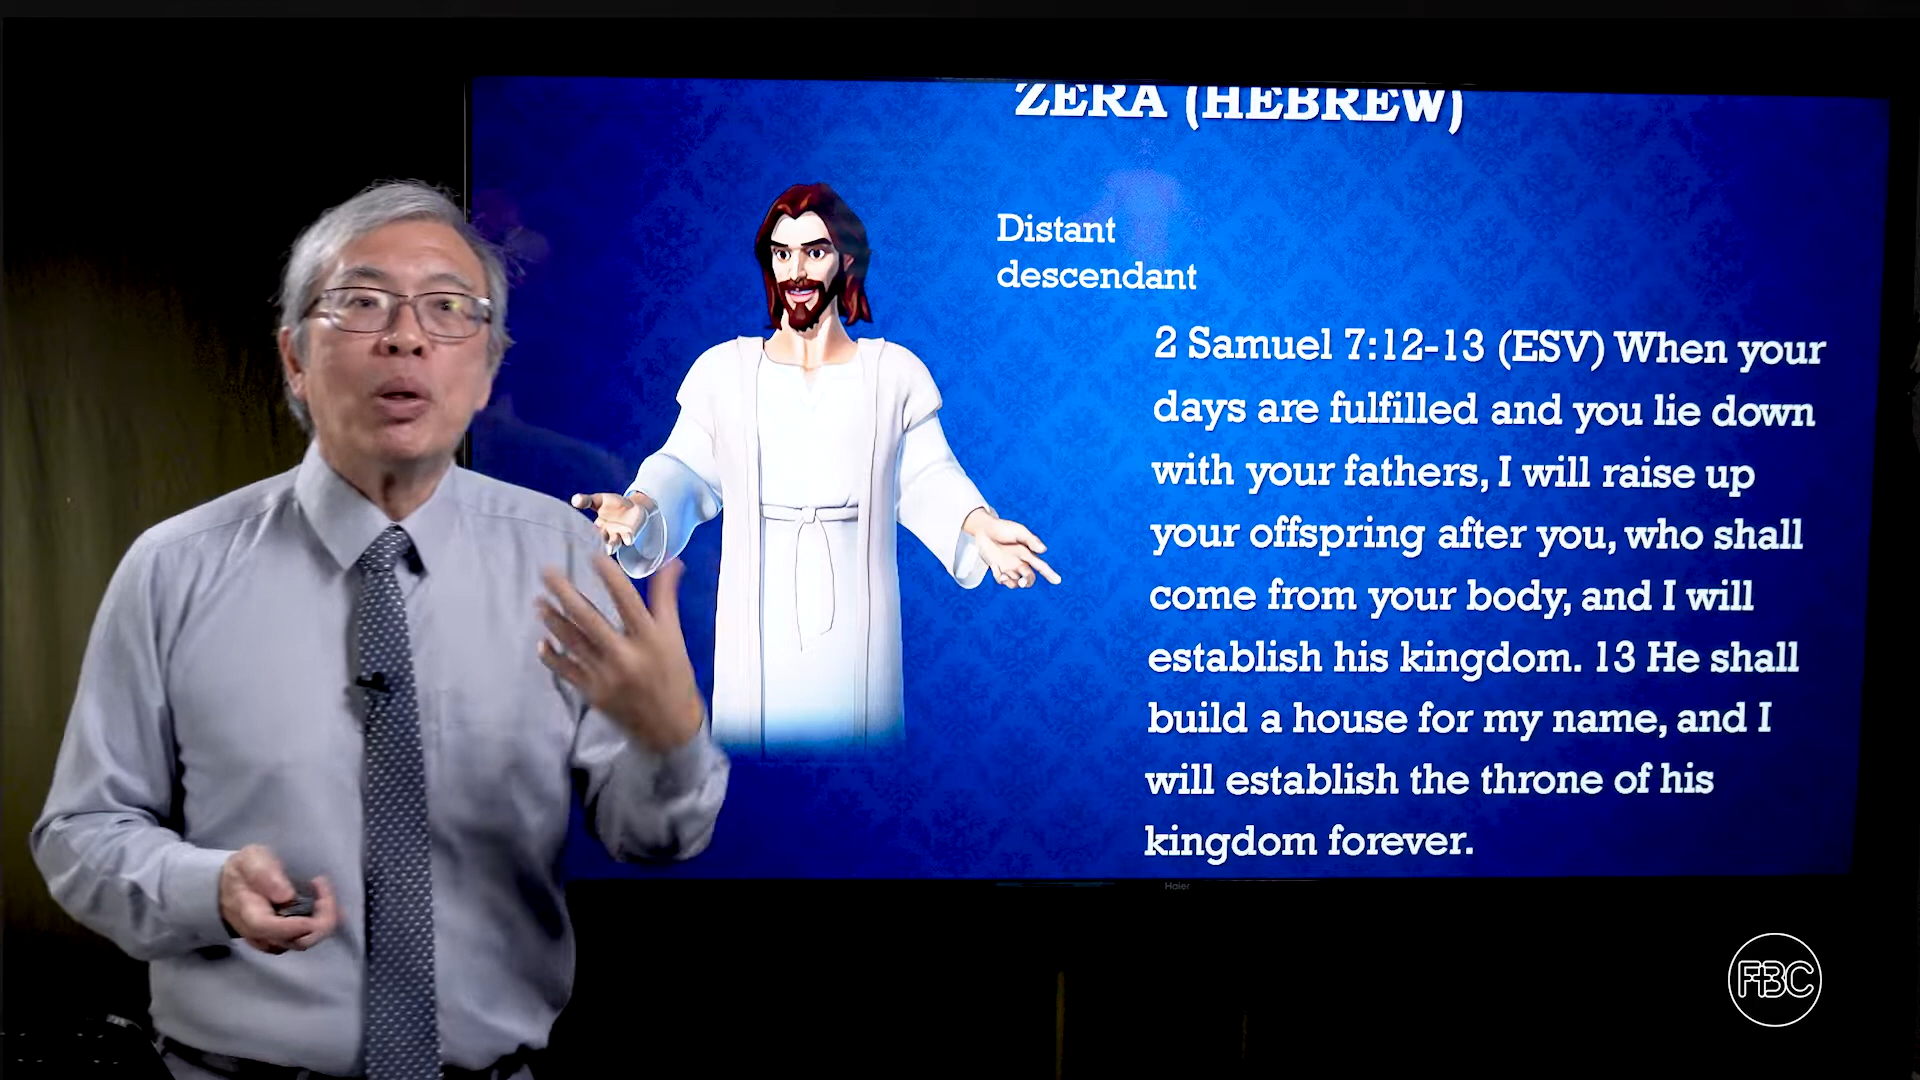 ZERA (HEBREW)
Distant
descendant
2 Samuel 7:12-13 (ESV) When your
days are fulfilled and you lie down
with your fathers, I will raise up
your offspring after you, who shall
come from your body, and I will
establish his kingdom. 13 He shall
build a house for my name, and I
will establish the throne of his
kingdom forever.
Haier
FBC